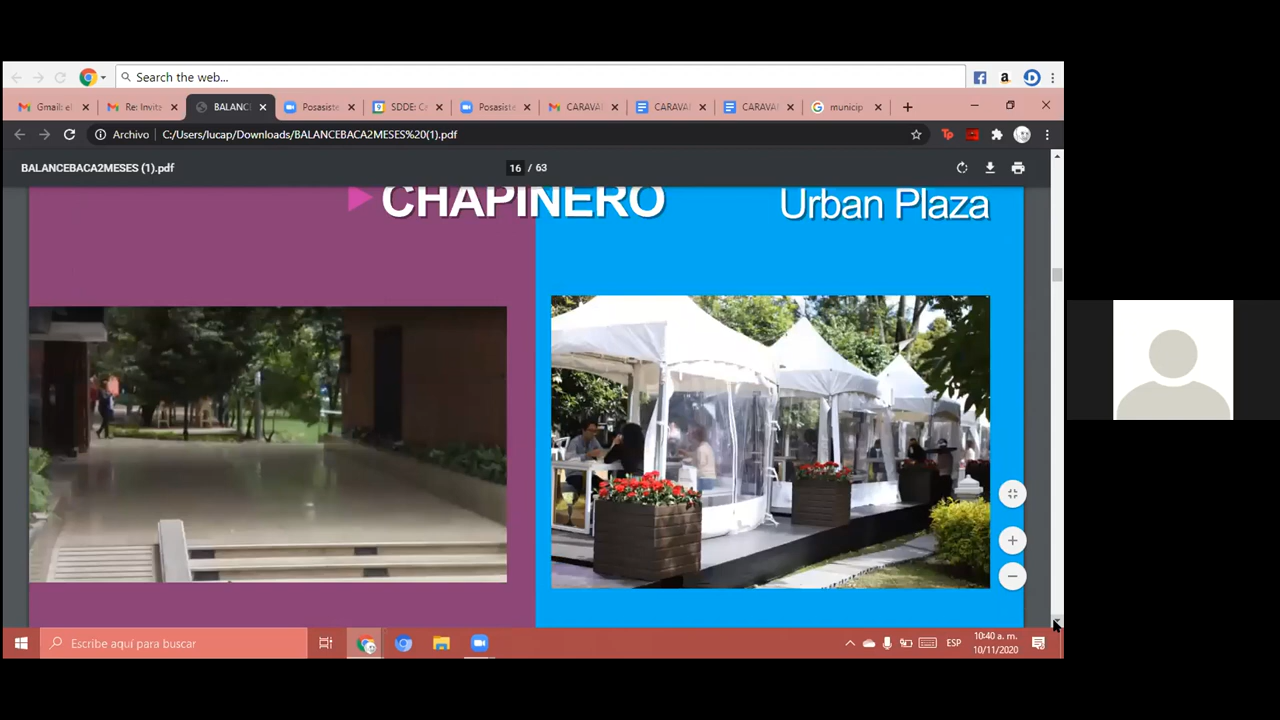 Search the web...
Gmail: el
Re: Invita
BALANC
Posasiste
SDDE: Cr
Posasiste
CARAVA
CARAVA
CARAVA
municip
Archivo
C:/Users/lucap/Downloads/BALANCEBACA2MESES%20(1).pdf
BALANCEBACA2MESES (1).pdf
16 / 63
CHAPINERO
Urban Plaza
Escribe aquí para buscar
ESP
10:40 a. m.
10/11/2020